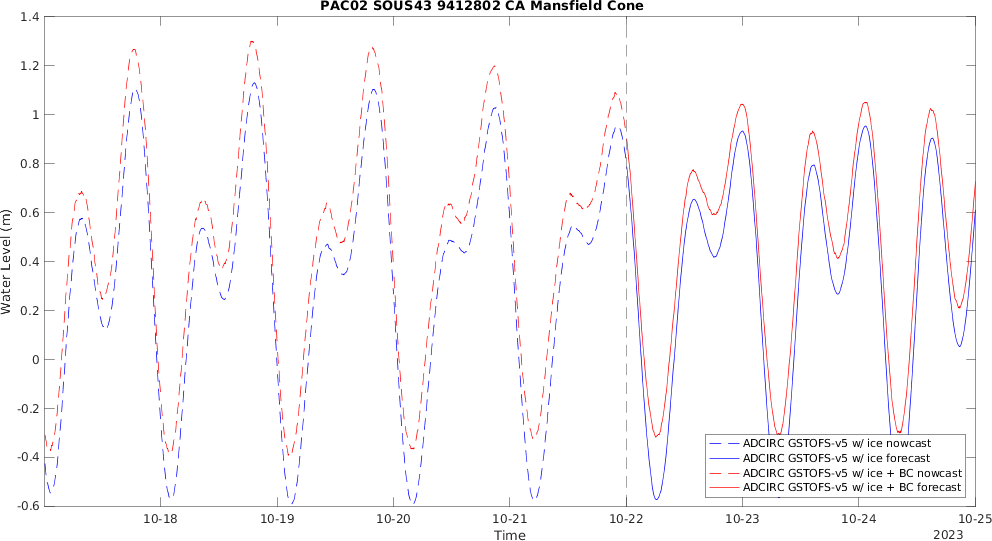 PAC02 SOUS43 9412802 CA Mansfield Cone
Water Level (m)
1.4
1.2
1
0.8
0.6
0.4
0.2
0
-0.2
-0.4
-0.6
ADCIRC GSTOFS-v5 w/ ice nowcast
ADCIRC GSTOFS-v5 w/ ice forecast
ADCIRC GSTOFS-v5 w/ ice + BC nowcast
ADCIRC GSTOFS-v5 w/ ice + BC forecast
10-18 10-19 10-20 10-21 10-22 10-23 10-24 10-25
Time
2023